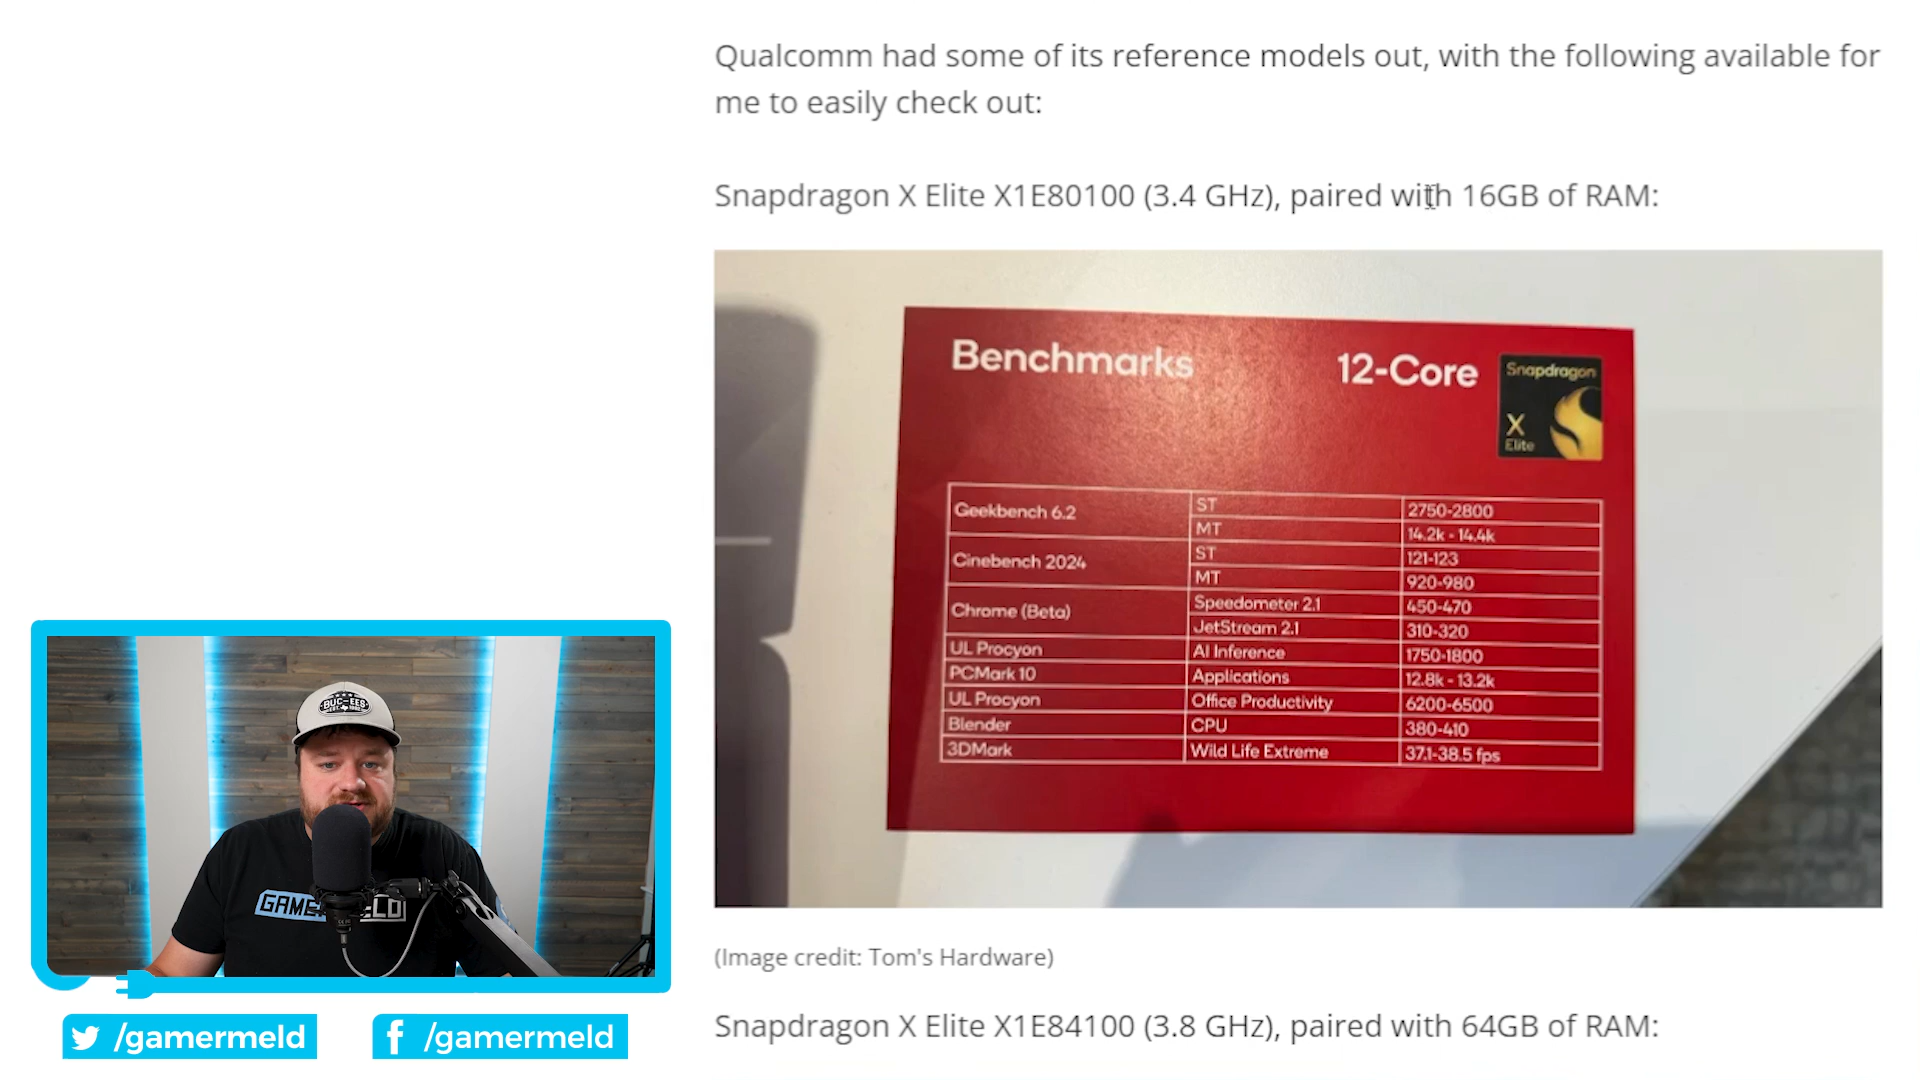 Qualcomm had some of its reference models out, with the following available for
me to easily check out:
Snapdragon X Elite X1E80100 (3.4 GHz), paired with 16GB of RAM:
Benchmarks
12-Core
Snapdragon
X
Elite
Geekbench 6.2 ST 2750-2800
MT 14.2k - 14.4k
Cinebench 2024 ST 121-123
MT 920-980
Chrome (Beta) Speedometer 2.1 450-470
JetStream 2.1 310-320
UL Procyon AI Inference 1750-1800
PCMark 10 Applications 12.8k - 13.2k
UL Procyon Office Productivity 6200-6500
Blender CPU 380-410
3DMark Wild Life Extreme 37.1-38.5 fps
(Image credit: Tom's Hardware)
Snapdragon X Elite X1E84100 (3.8 GHz), paired with 64GB of RAM:
BUC-EES
/gamermeld
/gamermeld